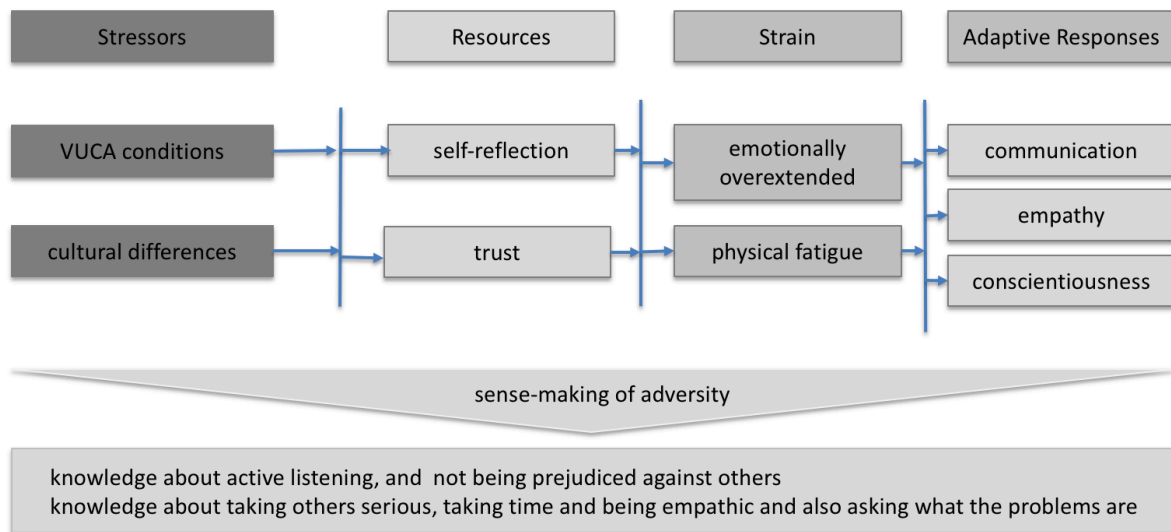 Stressors
Resources
Strain
Adaptive Responses
VUCA conditions
self-reflection
emotionally
overextended
communication
empathy
cultural differences
trust
physical fatigue
conscientiousness
sense-making of adversity
knowledge about active listening, and  not being prejudiced against others
knowledge about taking others serious, taking time and being empathic and also asking what the problems are